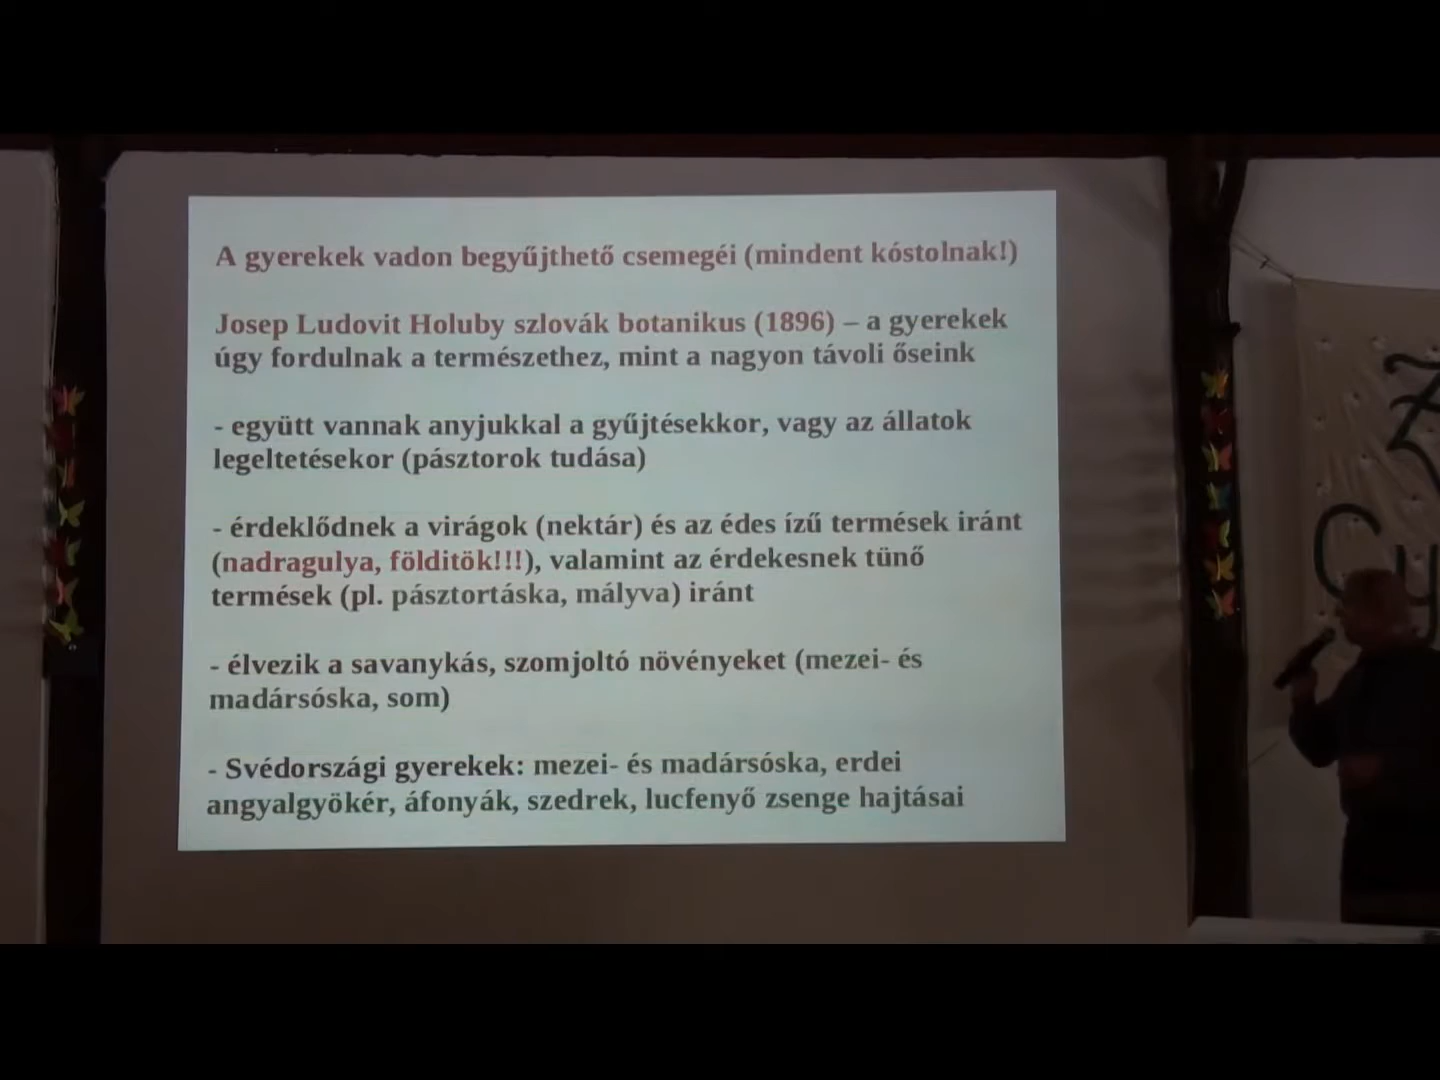 A gyerekek vadon begyűjthető csemegéi (mindent kóstolnak!)
Josep Ludovit Holuby szlovák botanikus (1896) – a gyerekek
úgy fordulnak a természethez, mint a nagyon távoli őseink
- együtt vannak anyjukkal a gyűjtésekkor, vagy az állatok
legeltetésekor (pásztorok tudása)
- érdeklődnek a virágok (nektár) és az édes ízű termések iránt
(nadragulya, földitök!!!), valamint az érdekesnek tünő
termések (pl. pásztortáska, mályva) iránt
- élvezik a savanykás, szomjoltó növényeket (mezei- és
madársóska, som)
- Svédországi gyerekek: mezei- és madársóska, erdei
angyalgyökér, áfonyák, szedrek, lucfenyő zsenge hajtásai